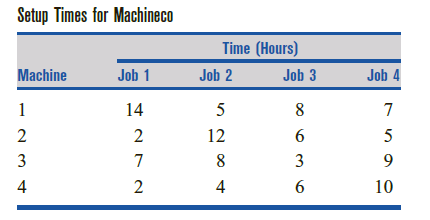 Setup Times for Machineco
Time (Hours)
Machine Job 1 Job 2 Job 3 Job 4
1 14 5 8 7
2 2 12 6 5
3 7 8 3 9
4 2 4 6 10